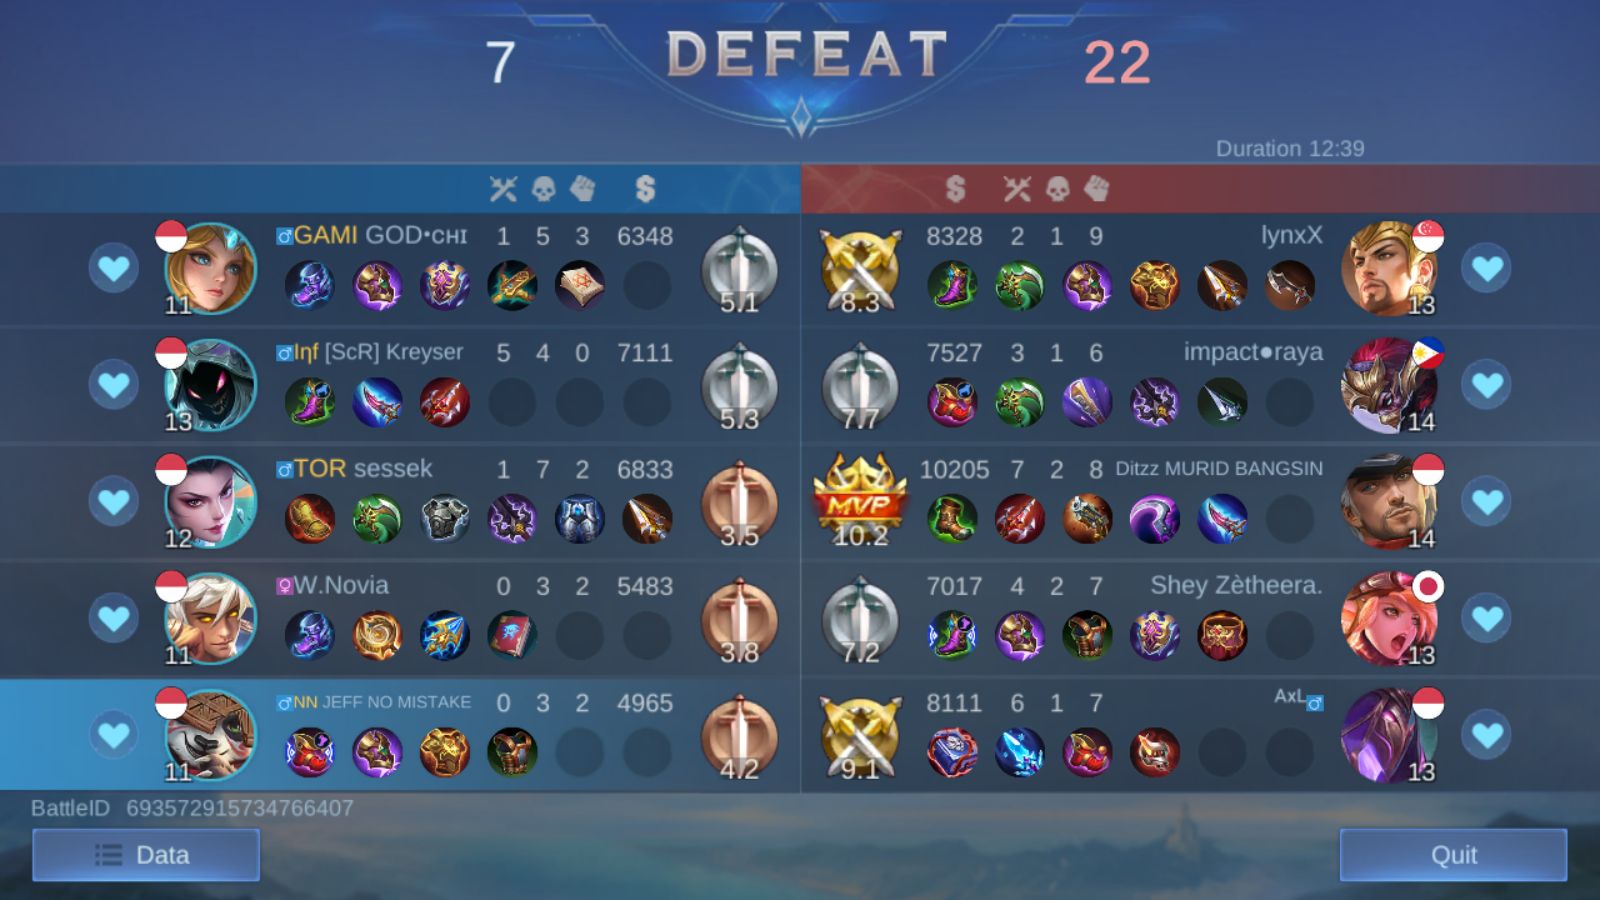 7 DEFEAT 22
Duration 12:39
GAMI GOD•CHI 1 5 3 6348 5.1 11
8.3 8328 2 1 9 lynxX 13
Iηf [ScR] Kreyser 5 4 0 7111 5.3 13
7.7 7527 3 1 6 impact●raya 14
TOR sessek 1 7 2 6833 3.5 12
MVP 10.2 10205 7 2 8 Ditzz MURID BANGSIN 14
W.Novia 0 3 2 5483 3.8 11
7.2 7017 4 2 7 Shey Zètheera. 13
NN JEFF NO MISTAKE 0 3 2 4965 4.2 11
9.1 8111 6 1 7 AxL 13
BattleID 693572915734766407
Data Quit